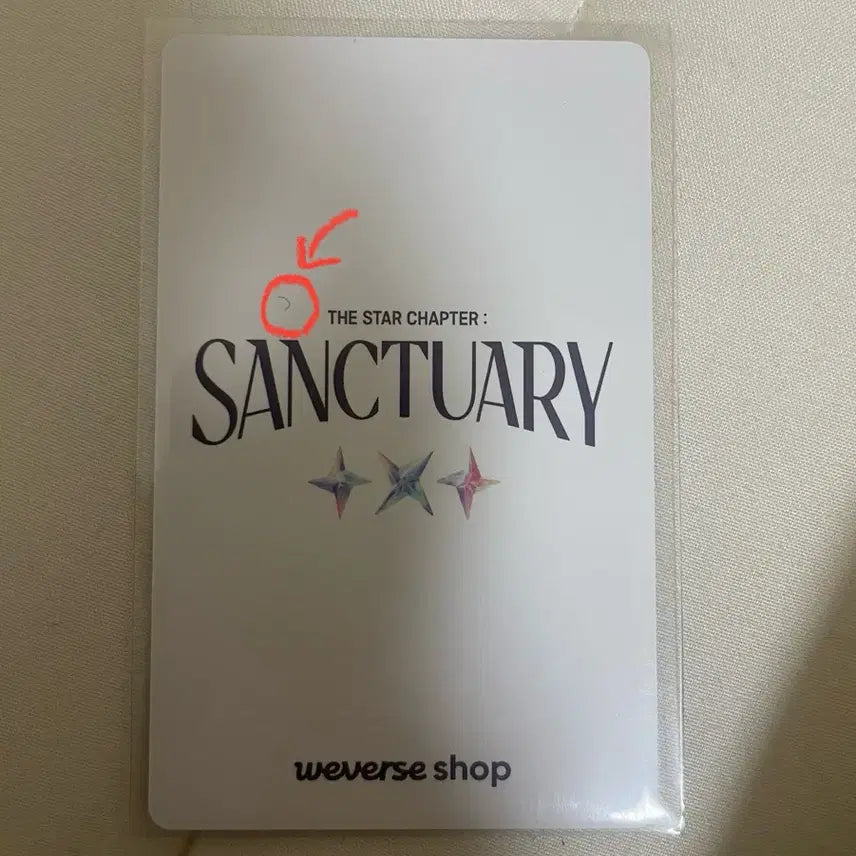 THE STAR CHAPTER :
SANCTUARY
weverse shop